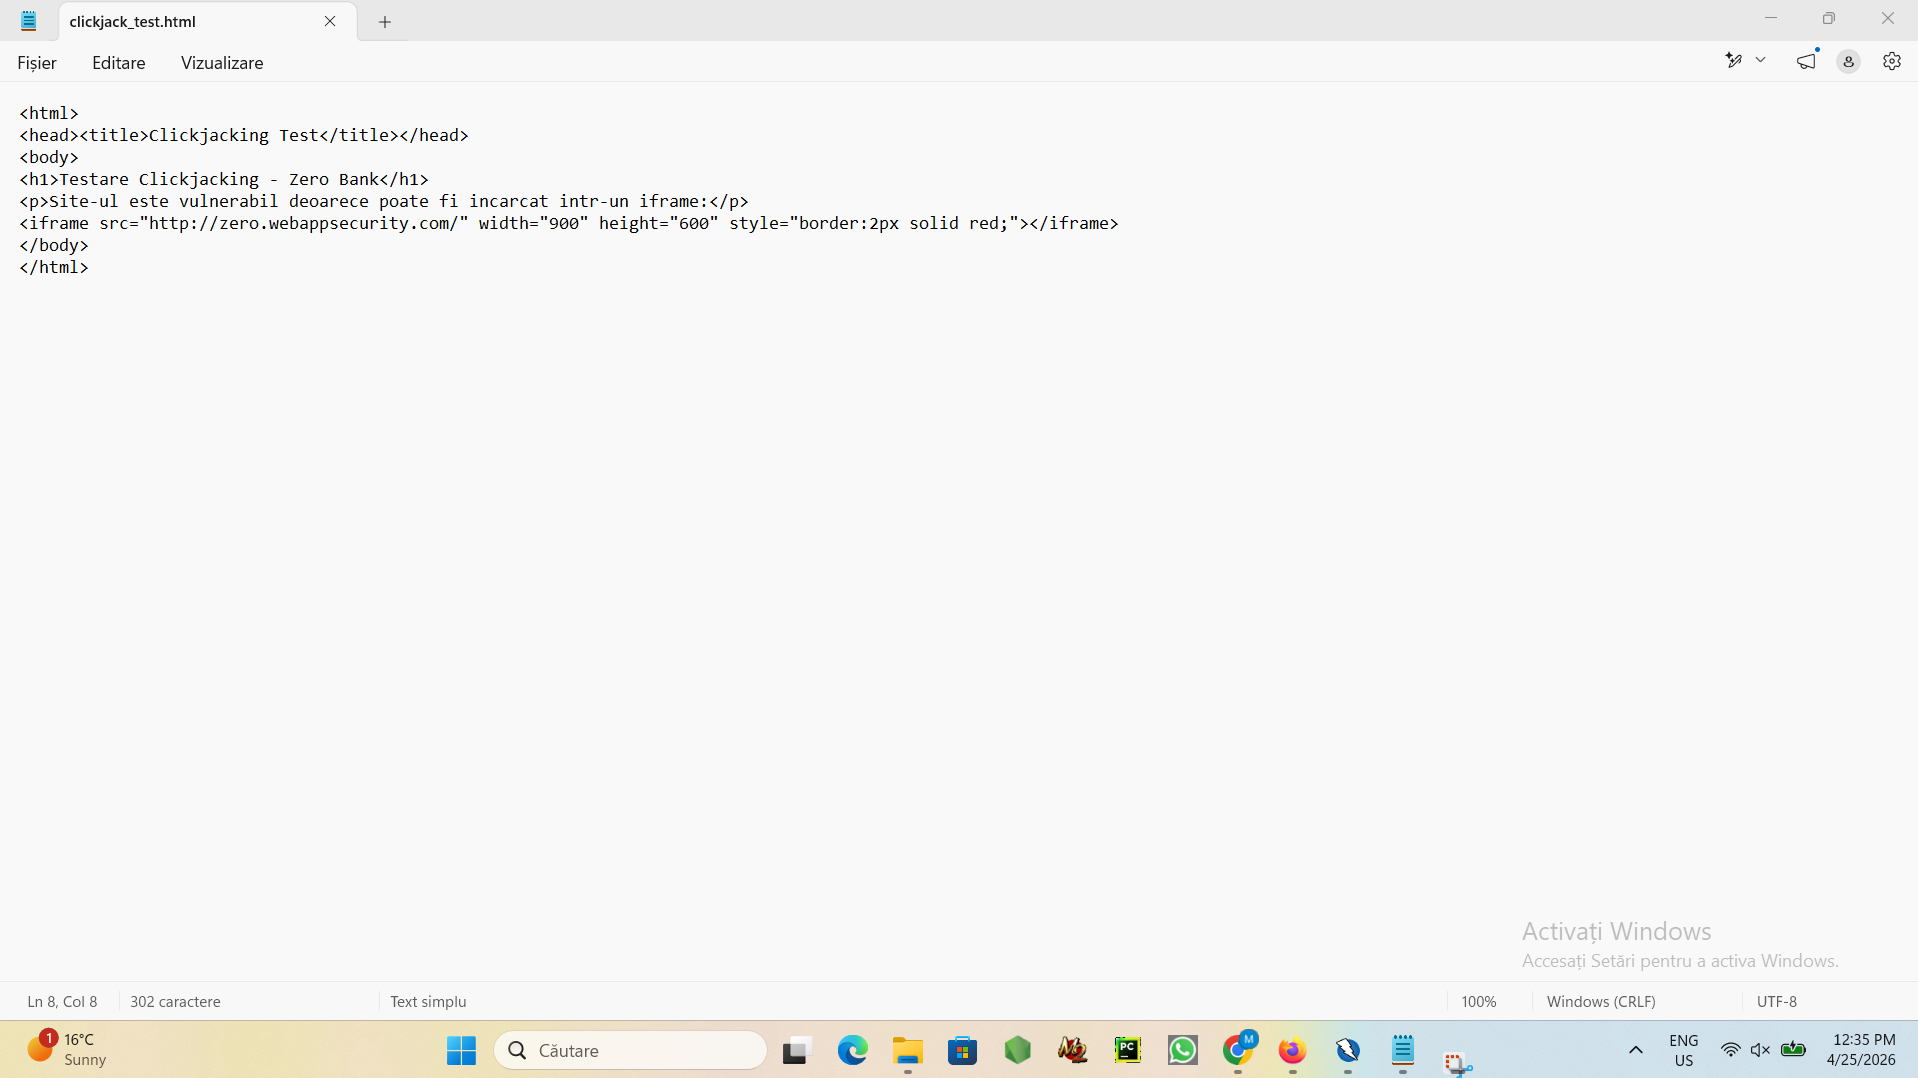 clickjack_test.html
Fișier Editare Vizualizare
<html>
<head><title>Clickjacking Test</title></head>
<body>
<h1>Testare Clickjacking - Zero Bank</h1>
<p>Site-ul este vulnerabil deoarece poate fi incarcat intr-un iframe:</p>
<iframe src="http://zero.webappsecurity.com/" width="900" height="600" style="border:2px solid red;"></iframe>
</body>
</html>
Activați Windows
Accesați Setări pentru a activa Windows.
Ln 8, Col 8 302 caractere Text simplu 100% Windows (CRLF) UTF-8
1
16°C
Sunny
Căutare
PC
M
ENG
US
12:35 PM
4/25/2026